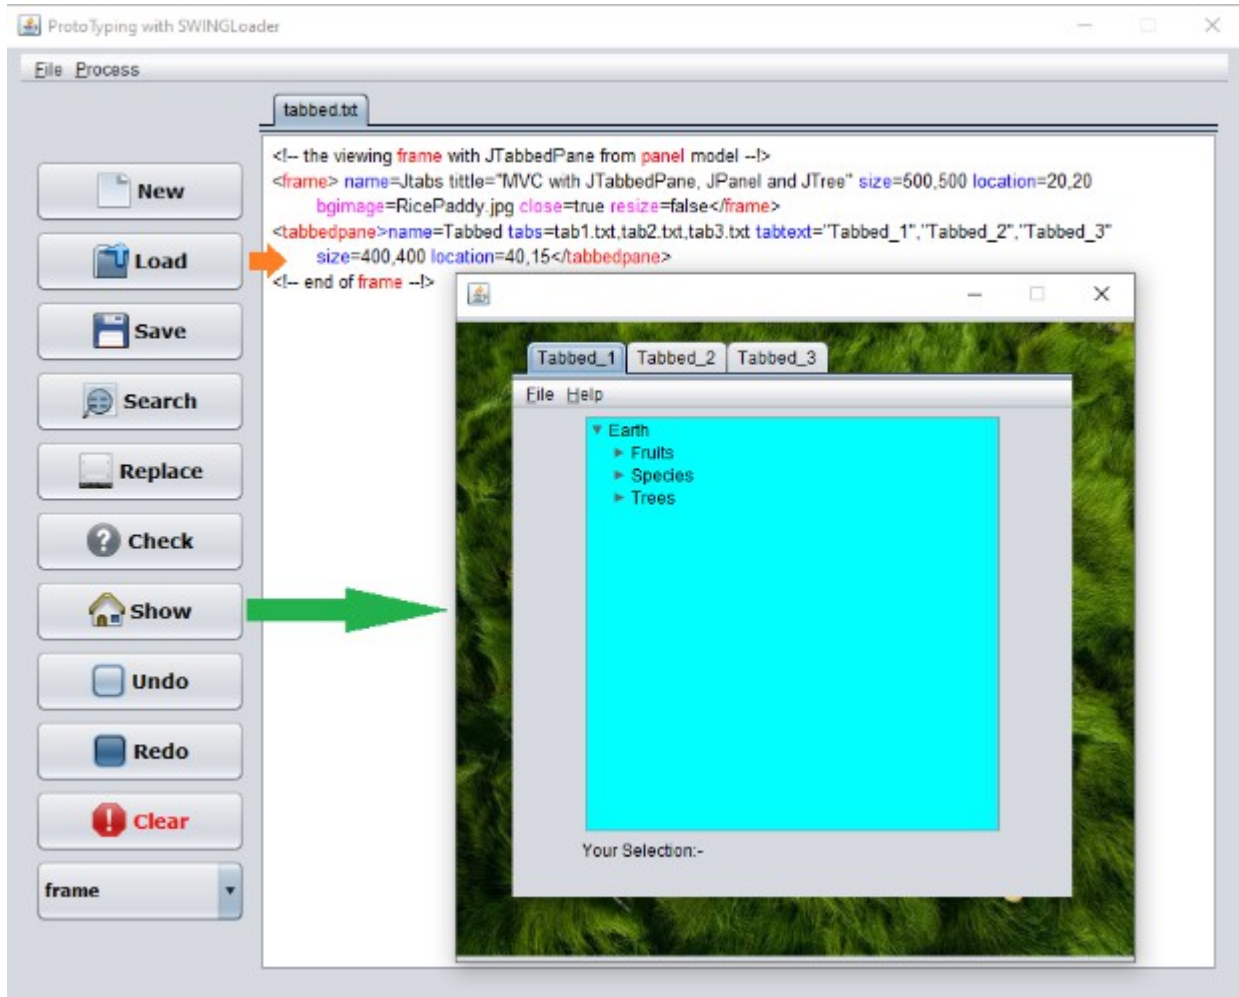 ProtoTyping with SWINGLoader
File Process
tabbed.txt
<!-- the viewing frame with JTabbedPane from panel model --!>
<frame> name=Jtabs tittle="MVC with JTabbedPane, JPanel and JTree" size=500,500 location=20,20
bgimage=RicePaddy.jpg close=true resize=false</frame>
<tabbedpane>name=Tabbed tabs=tab1.txt,tab2.txt,tab3.txt tabtext="Tabbed_1","Tabbed_2","Tabbed_3"
size=400,400 location=40,15</tabbedpane>
<!-- end of frame --!>
New
Load
Save
Search
Replace
Check
Show
Undo
Redo
Clear
frame
Tabbed_1 Tabbed_2 Tabbed_3
File Help
Earth
Fruits
Species
Trees
Your Selection:-